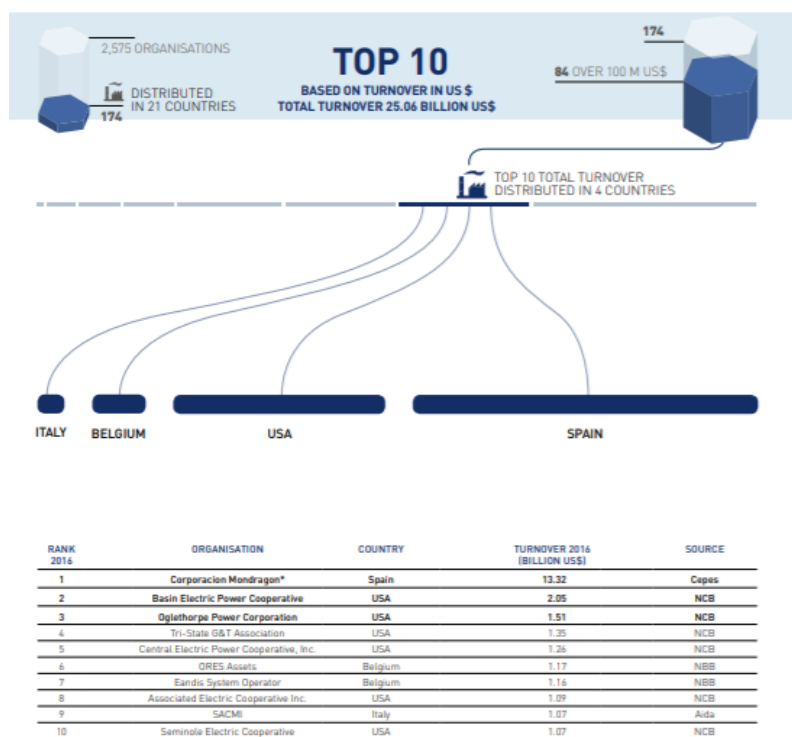 2,575 ORGANISATIONS
DISTRIBUTED
IN 21 COUNTRIES
174
TOP 10
BASED ON TURNOVER IN US $
TOTAL TURNOVER 25.06 BILLION US$
174
84 OVER 100 M US$
TOP 10 TOTAL TURNOVER
DISTRIBUTED IN 4 COUNTRIES
ITALY BELGIUM USA SPAIN
RANK 2016 ORGANISATION COUNTRY TURNOVER 2016 (BILLION US$) SOURCE
1 Corporacion Mondragon* Spain 13.32 Cepes
2 Basin Electric Power Cooperative USA 2.05 NCB
3 Oglethorpe Power Corporation USA 1.51 NCB
4 Tri-State G&T Association USA 1.35 NCB
5 Central Electric Power Cooperative, Inc. USA 1.26 NCB
6 ORES Assets Belgium 1.17 NBB
7 Eandis System Operator Belgium 1.16 NBB
8 Associated Electric Cooperative Inc. USA 1.09 NCB
9 SACMI Italy 1.07 Aida
10 Seminole Electric Cooperative USA 1.07 NCB